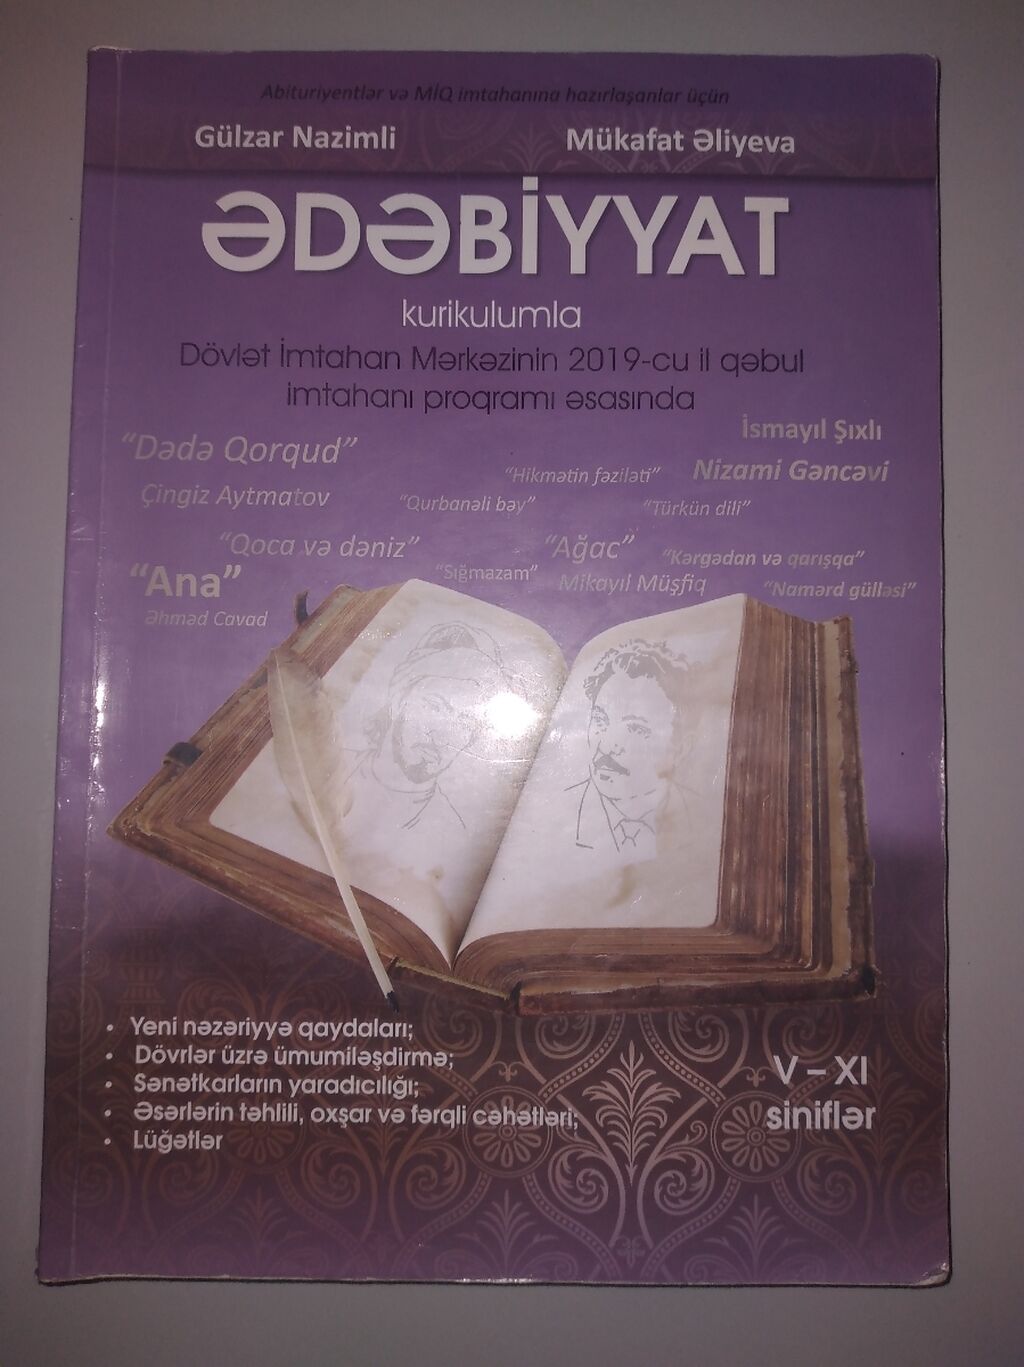 Abituriyentlər və MİQ imtahanına hazırlaşanlar üçün
Gülzar Nazimli Mükafat Əliyeva
ƏDƏBİYYAT
kurikulumla
Dövlət İmtahan Mərkəzinin 2019-cu il qəbul
imtahanı proqramı əsasında
İsmayıl Şıxlı
"Dədə Qorqud"
"Hikmətin fəziləti" Nizami Gəncəvi
Çingiz Aytmatov "Qurbanəli bəy" "Türkün dili"
"Qoca və dəniz" "Ağac" "Kərgədan və qarışqa"
"Ana" "Sığmazam" Mikayıl Müşfiq "Namərd gülləsi"
Əhməd Cavad
• Yeni nəzəriyyə qaydaları;
• Dövrlər üzrə ümumiləşdirmə;
• Sənətkarların yaradıcılığı;
• Əsərlərin təhlili, oxşar və fərqli cəhətləri;
• Lüğətlər
V – XI
siniflər